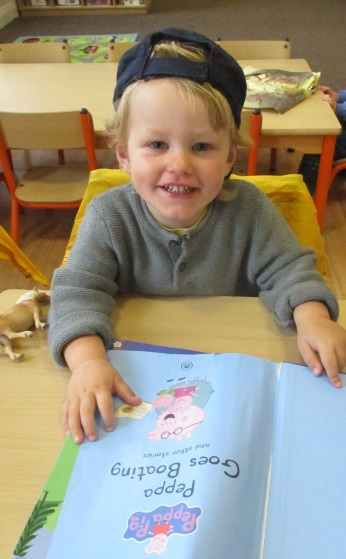 Peppa Pig
Peppa
Goes Boating
and other stories